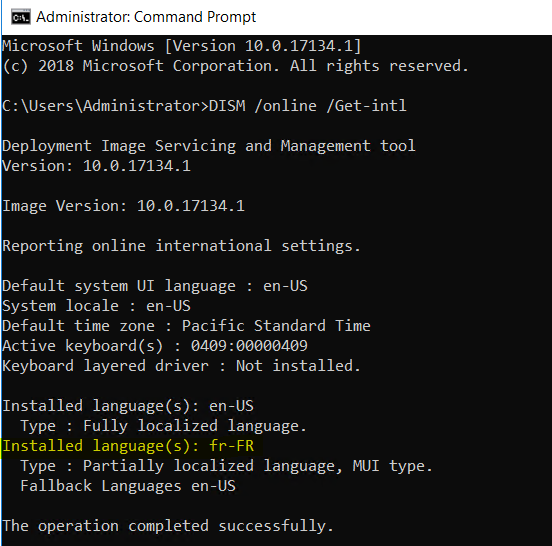 Administrator: Command Prompt
Microsoft Windows [Version 10.0.17134.1]
(c) 2018 Microsoft Corporation. All rights reserved.
C:\Users\Administrator>DISM /online /Get-intl
Deployment Image Servicing and Management tool
Version: 10.0.17134.1
Image Version: 10.0.17134.1
Reporting online international settings.
Default system UI language : en-US
System locale : en-US
Default time zone : Pacific Standard Time
Active keyboard(s) : 0409:00000409
Keyboard layered driver : Not installed.
Installed language(s): en-US
  Type : Fully localized language.
Installed language(s): fr-FR
  Type : Partially localized language, MUI type.
  Fallback Languages en-US
The operation completed successfully.